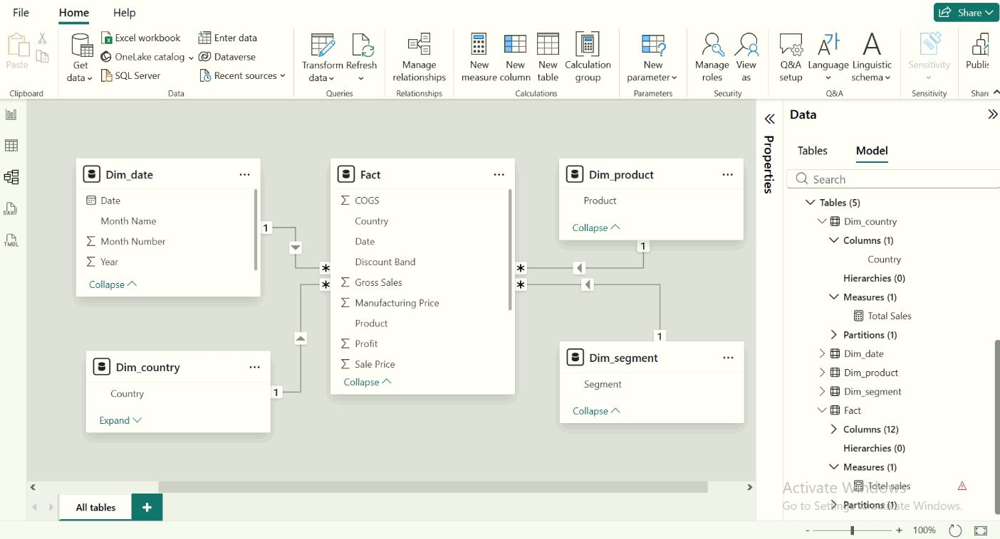 File
Home
Help
Share
Paste
Clipboard
Get data
Excel workbook
OneLake catalog
SQL Server
Enter data
Dataverse
Recent sources
Data
Transform data
Refresh
Queries
Manage relationships
Relationships
New measure
New column
New table
Calculation group
Calculations
New parameter
Parameters
Manage roles
View as
Security
Q&A setup
Language
Linguistic schema
Q&A
Sensitivity
Sensitivity
Publis
Share
DAX
TMDL
Dim_date
Date
Month Name
Month Number
Year
Collapse
Fact
COGS
Country
Date
Discount Band
Gross Sales
Manufacturing Price
Product
Profit
Sale Price
Collapse
Dim_product
Product
Collapse
Dim_country
Country
Expand
Dim_segment
Segment
Collapse
1
1
1
1
*
*
*
*
Properties
Data
Tables
Model
Search
Tables (5)
Dim_country
Columns (1)
Country
Hierarchies (0)
Measures (1)
Total Sales
Partitions (1)
Dim_date
Dim_product
Dim_segment
Fact
Columns (12)
Hierarchies (0)
Measures (1)
Totel sales
Partitions (1)
Activate Windows
Go to Settings to activate Windows.
All tables
+
-
+
100%